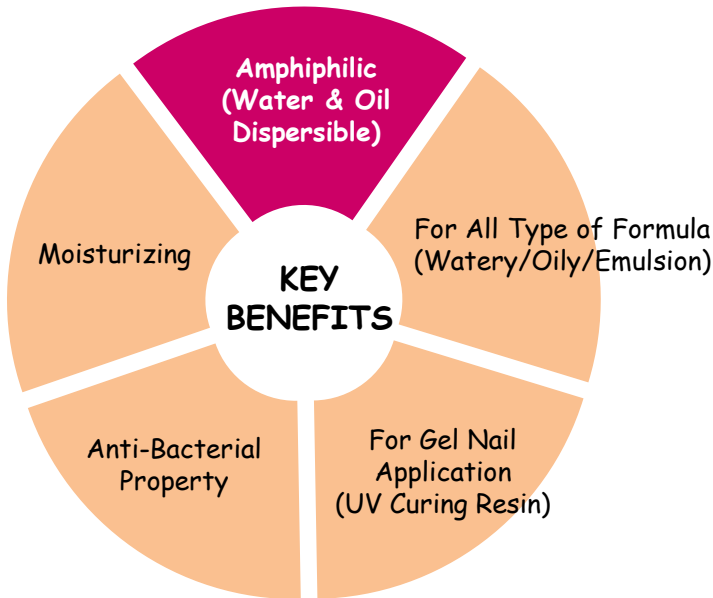 Amphiphilic
(Water & Oil
Dispersible)
For All Type of Formula
(Watery/Oily/Emulsion)
For Gel Nail
Application
(UV Curing Resin)
Anti-Bacterial
Property
Moisturizing
KEY
BENEFITS